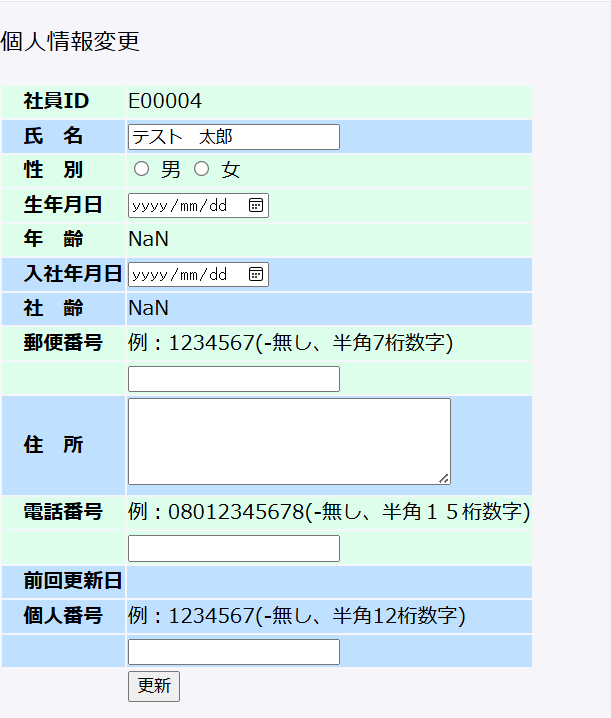 個人情報変更
社員ID E00004
氏　名 テスト　太郎
性　別 男 女
生年月日 yyyy/mm/dd
年　齢 NaN
入社年月日 yyyy/mm/dd
社　齢 NaN
郵便番号 例：1234567(-無し、半角7桁数字)
住　所
電話番号 例：08012345678(-無し、半角１５桁数字)
前回更新日
個人番号 例：1234567(-無し、半角12桁数字)
更新